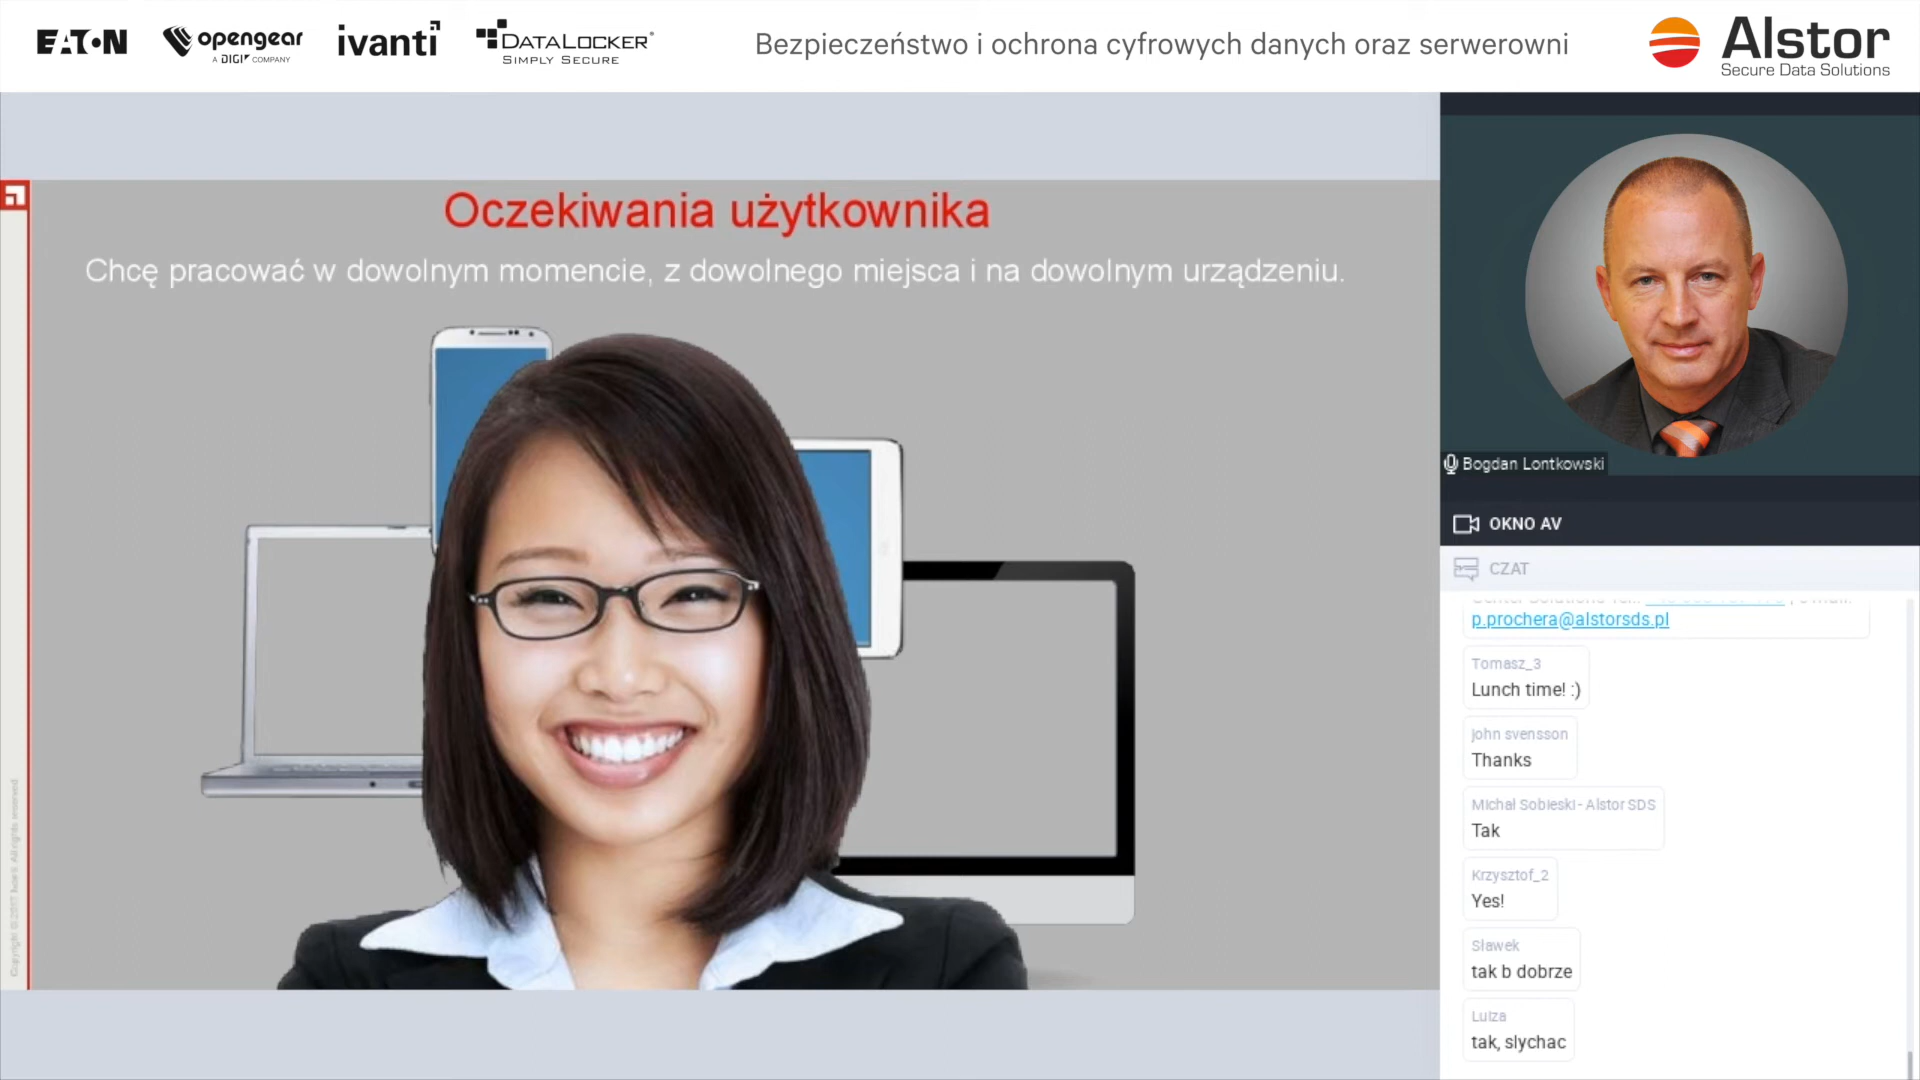 EATON
opengear
A DIGI COMPANY
ivanti
DATALOCKER
SIMPLY SECURE
Bezpieczeństwo i ochrona cyfrowych danych oraz serwerowni
Alstor
Secure Data Solutions
Oczekiwania użytkownika
Chcę pracować w dowolnym momencie, z dowolnego miejsca i na dowolnym urządzeniu.
Bogdan Lontkowski
OKNO AV
CZAT
p.prochera@alstorsds.pl
Tomasz_3
Lunch time! :)
john svensson
Thanks
Michał Sobieski - Alstor SDS
Tak
Krzysztof_2
Yes!
Sławek
tak b dobrze
Luiza
tak, slychac